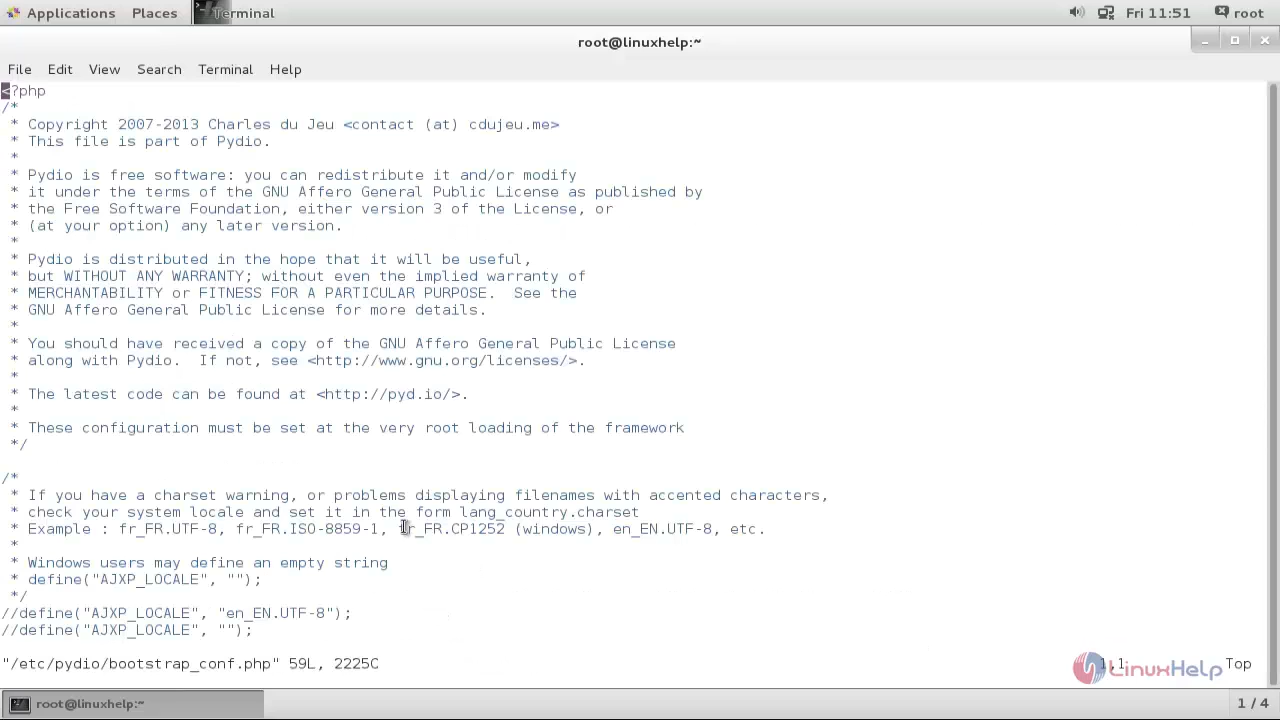 Applications Places Terminal Fri 11:51 root
root@linuxhelp:~
File Edit View Search Terminal Help
<?php
/*
 * Copyright 2007-2013 Charles du Jeu <contact (at) cdujeu.me>
 * This file is part of Pydio.
 *
 * Pydio is free software: you can redistribute it and/or modify
 * it under the terms of the GNU Affero General Public License as published by
 * the Free Software Foundation, either version 3 of the License, or
 * (at your option) any later version.
 *
 * Pydio is distributed in the hope that it will be useful,
 * but WITHOUT ANY WARRANTY; without even the implied warranty of
 * MERCHANTABILITY or FITNESS FOR A PARTICULAR PURPOSE.  See the
 * GNU Affero General Public License for more details.
 *
 * You should have received a copy of the GNU Affero General Public License
 * along with Pydio.  If not, see <http://www.gnu.org/licenses/>.
 *
 * The latest code can be found at <http://pyd.io/>.
 *
 * These configuration must be set at the very root loading of the framework
 */

/*
 * If you have a charset warning, or problems displaying filenames with accented characters,
 * check your system locale and set it in the form lang_country.charset
 * Example : fr_FR.UTF-8, fr_FR.ISO-8859-1, fr_FR.CP1252 (windows), en_EN.UTF-8, etc.
 *
 * Windows users may define an empty string
 * define("AJXP_LOCALE", "");
 */
//define("AJXP_LOCALE", "en_EN.UTF-8");
//define("AJXP_LOCALE", "");
"/etc/pydio/bootstrap_conf.php" 59L, 2225C 1,1 Top
LinuxHelp
root@linuxhelp:~ 1 / 4